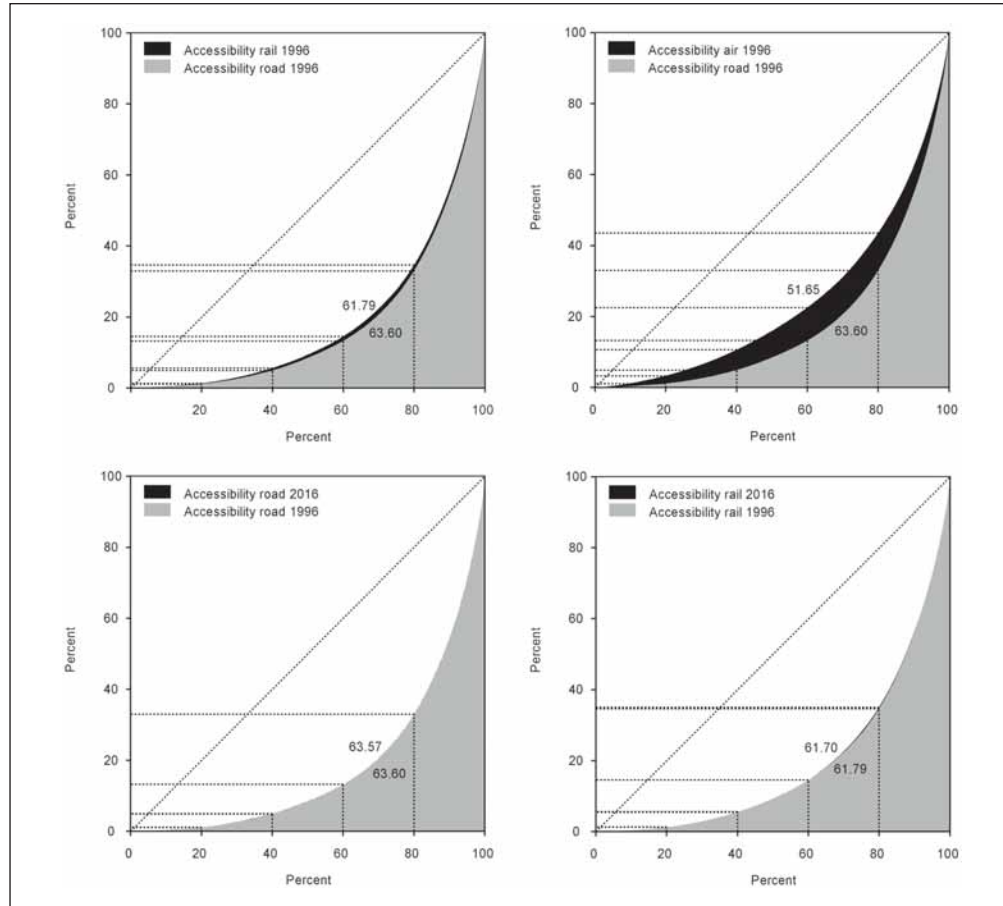 100
80
60
40
20
0
Percent
Accessibility rail 1996
Accessibility road 1996
61.79
63.60
0 20 40 60 80 100
Percent
100
80
60
40
20
0
Percent
Accessibility air 1996
Accessibility road 1996
51.65
63.60
0 20 40 60 80 100
Percent
100
80
60
40
20
0
Percent
Accessibility road 2016
Accessibility road 1996
63.57
63.60
0 20 40 60 80 100
Percent
100
80
60
40
20
0
Percent
Accessibility rail 2016
Accessibility rail 1996
61.70
61.79
0 20 40 60 80 100
Percent